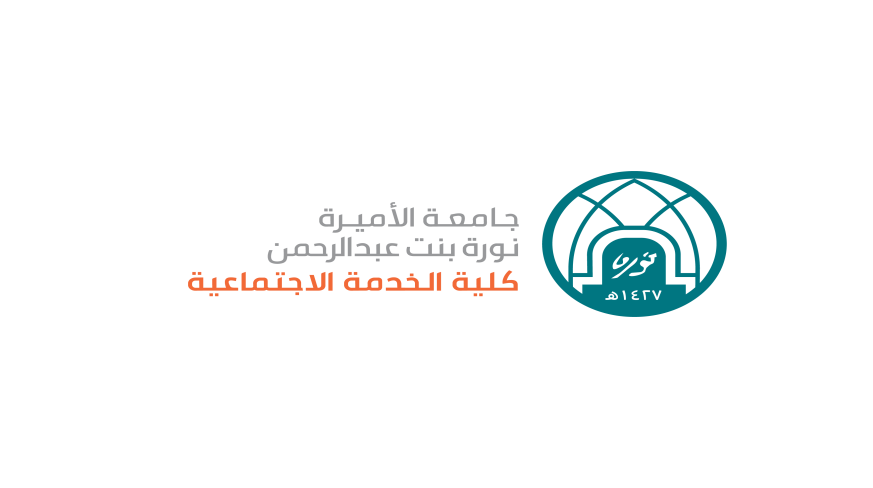 جامعة الأميرة
نورة بنت عبدالرحمن
كلية الخدمة الاجتماعية
نورة
١٤٢٧هـ